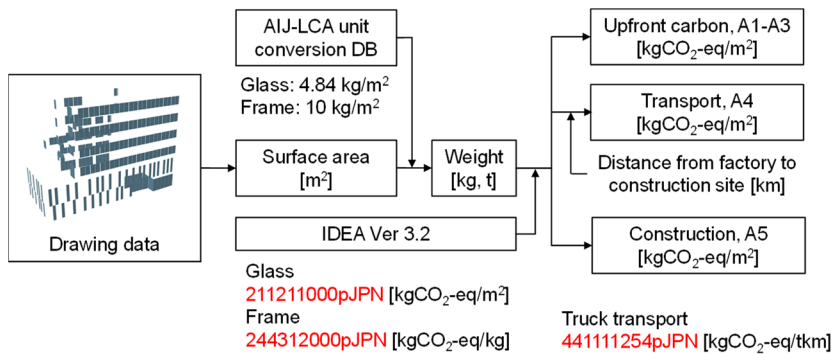 AIJ-LCA unit
conversion DB
Glass: 4.84 kg/m²
Frame: 10 kg/m²
Drawing data
Surface area
[m²]
Weight
[kg, t]
IDEA Ver 3.2
Glass
211211000pJPN [kgCO₂-eq/m²]
Frame
244312000pJPN [kgCO₂-eq/kg]
Upfront carbon, A1-A3
[kgCO₂-eq/m²]
Transport, A4
[kgCO₂-eq/m²]
Distance from factory to
construction site [km]
Construction, A5
[kgCO₂-eq/m²]
Truck transport
441111254pJPN [kgCO₂-eq/tkm]